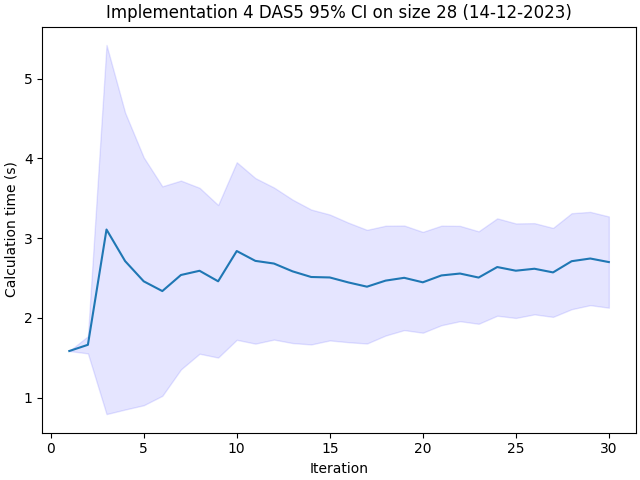 Implementation 4 DAS5 95% CI on size 28 (14-12-2023)
Calculation time (s)
5
4
3
2
1
0 5 10 15 20 25 30
Iteration